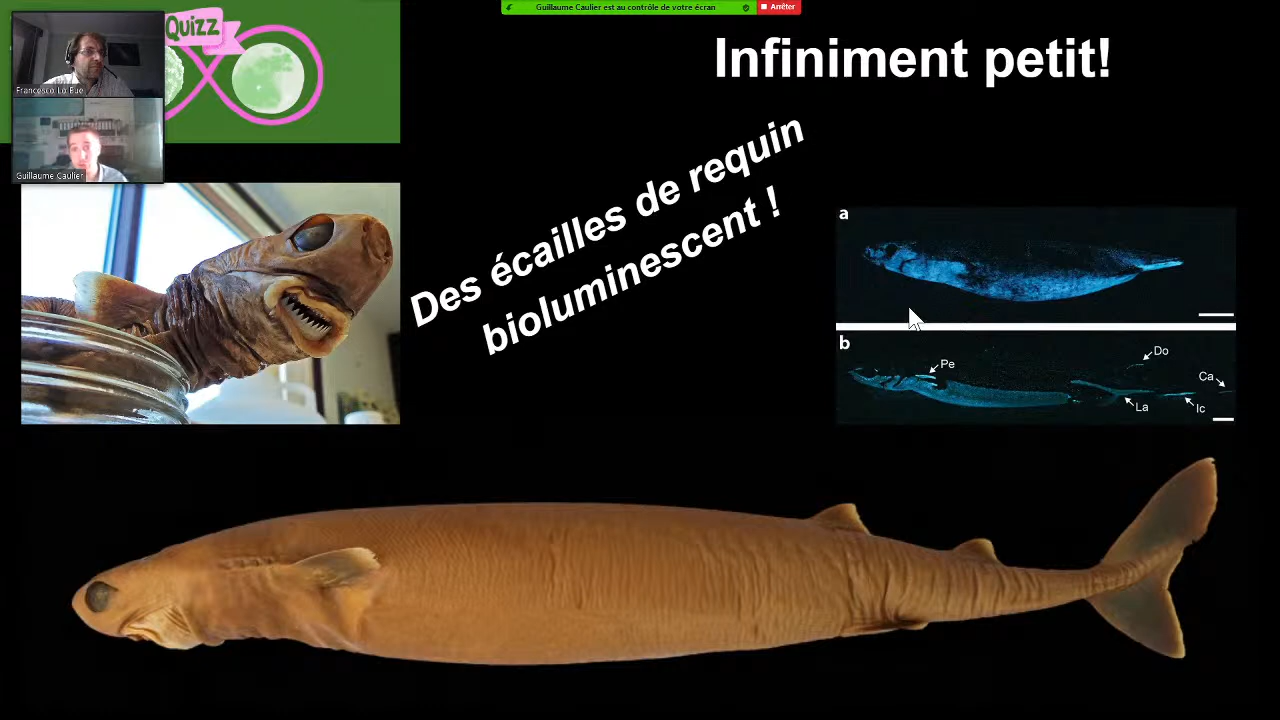 Guillaume Caulier est au contrôle de votre écran
Arrêter
Quizz
Francesco Lo Bue
Guillaume Caulier
Infiniment petit!
Des écailles de requin
bioluminescent !
a
b
Pe
Do
Ca
La
Ic